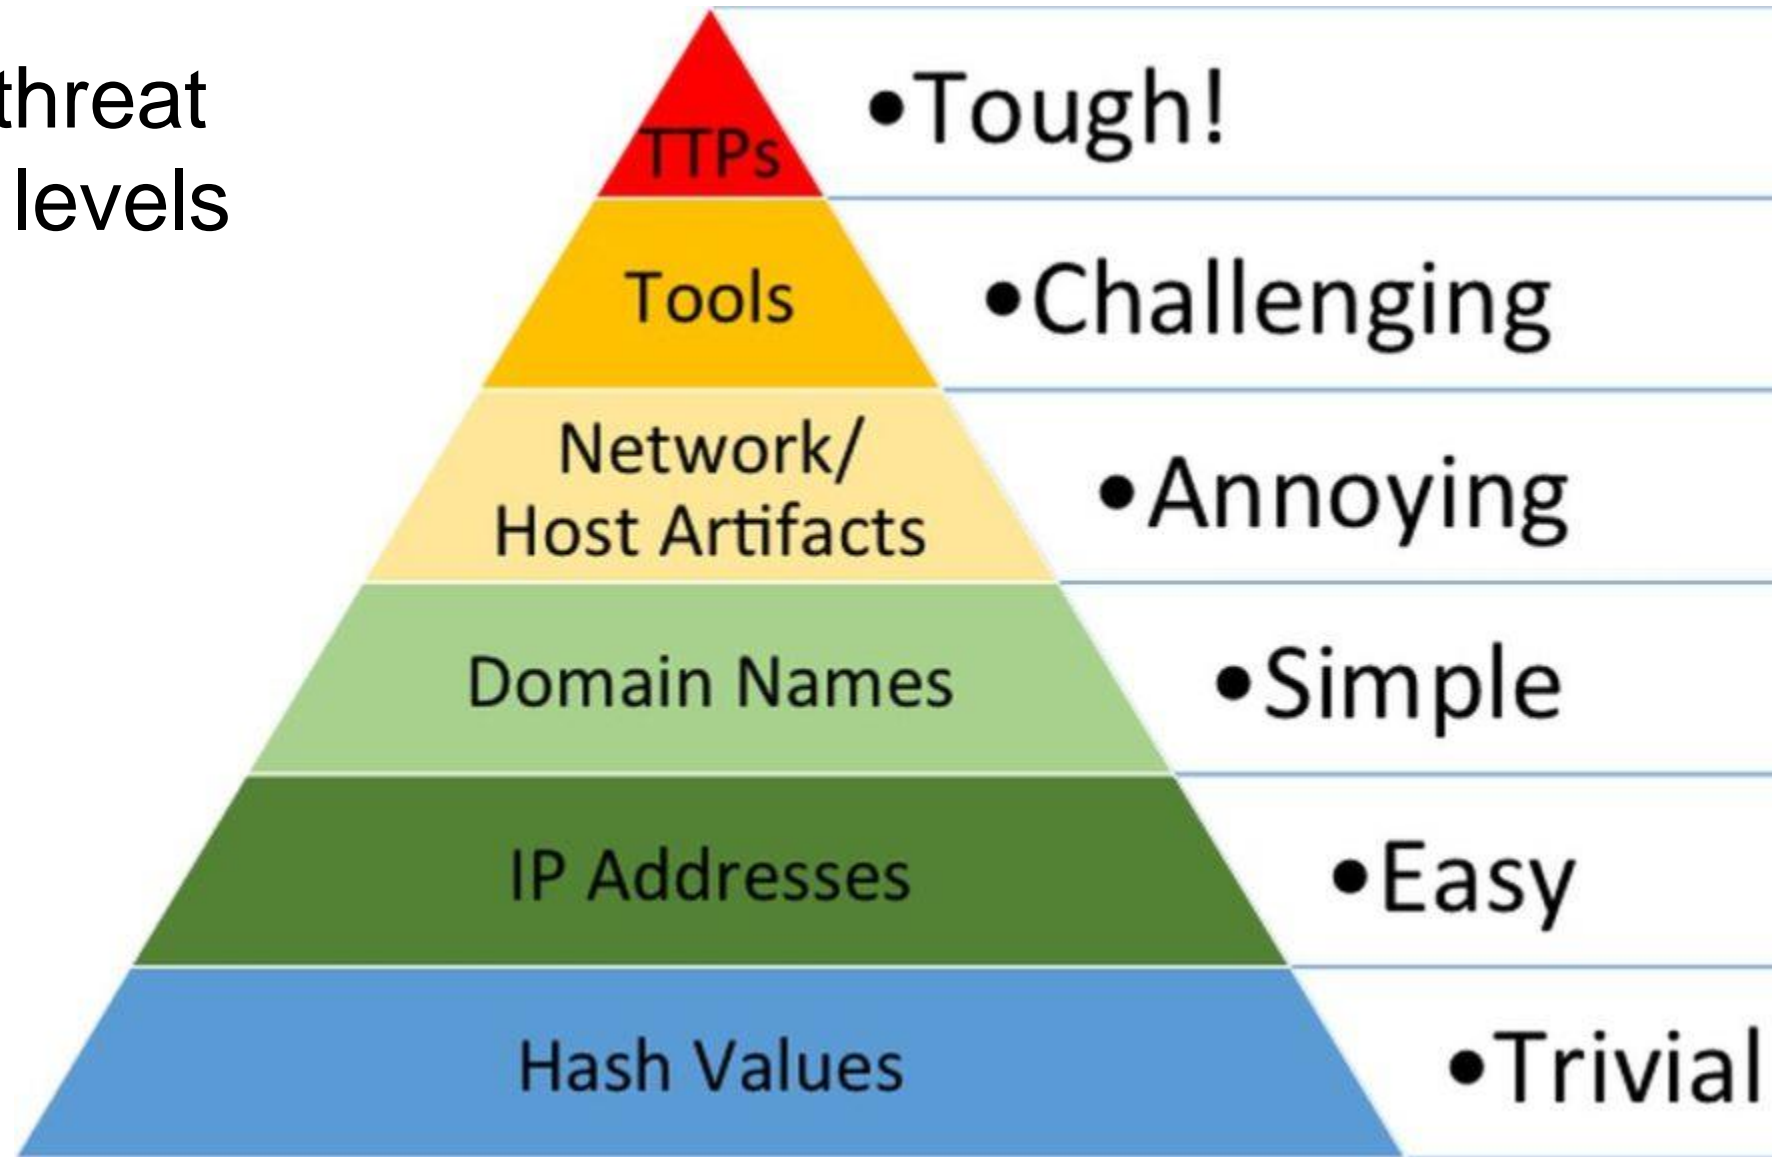 threat
levels
TTPs
•Tough!
Tools
•Challenging
Network/
Host Artifacts
•Annoying
Domain Names
•Simple
IP Addresses
•Easy
Hash Values
•Trivial